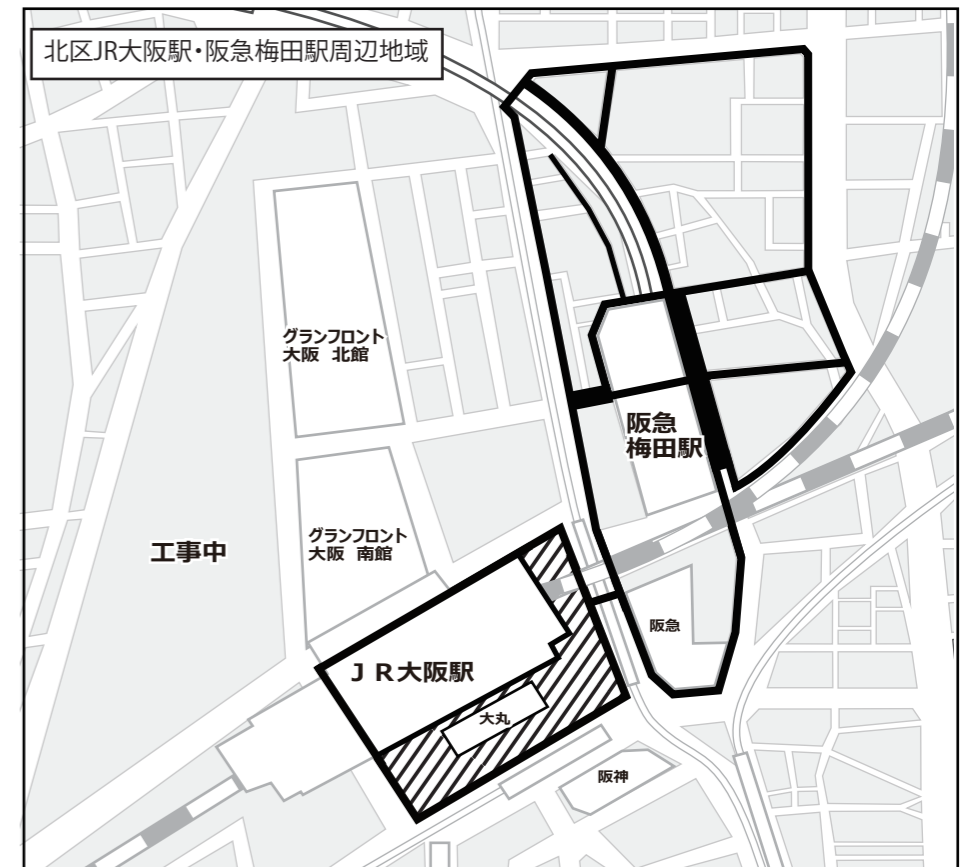 北区JR大阪駅・阪急梅田駅周辺地域
グランフロント
大阪 北館
阪急
梅田駅
グランフロント
大阪 南館
工事中
阪急
JR大阪駅
大丸
阪神